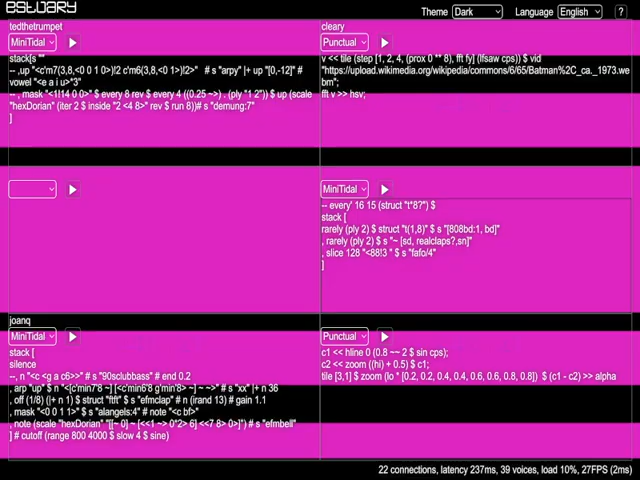 estuary
Theme Dark Language English ?
tedthetrumpet
MiniTidal
stack[s ""
-- ,up "<c'm7(3,8,<0 0 1 0>)!2 c'm6(3,8,<0 1>)!2>" # s "arpy" |+ up "[0,-12]" #
vowel "<e a i u>*3"
-- , mask "<1!14 0 0>" $ every 8 rev $ every 4 ((0.25 ~>) . (ply "1 2")) $ up (scale
"hexDorian" (iter 2 $ inside "2 <4 8>" rev $ run 8))# s "demung:7"
]
cleary
Punctual
v << tile (step [1, 2, 4, (prox 0 ** 8), fft fy] (lfsaw cps)) $ vid
"https://upload.wikimedia.org/wikipedia/commons/6/65/Batman%2C_ca._1973.we
bm";
fft v >> hsv;
MiniTidal
-- every' 16 15 (struct "t*8?") $
stack [
rarely (ply 2) $ struct "t(1,8)" $ s "[808bd:1, bd]"
, rarely (ply 2) $ s "~ [sd, realclaps?,sn]"
, slice 128 "<88!3 " $ s "fafo/4"
]
joanq
MiniTidal
stack [
silence
--, n "<c <g a c6>>" # s "90sclubbass" # end 0.2
, arp "up" $ n "<[c'min7'8 ~] [<c'min6'8 g'min'8> ~] ~ ~>" # s "xx" |+ n 36
, off (1/8) (|+ n 1) $ struct "ftft" $ s "efmclap" # n (irand 13) # gain 1.1
, mask "<0 0 1 1>" $ s "alangels:4" # note "<c bf>"
, note (scale "hexDorian" "[[~ 0] ~ [<<1 ~> 0*2> 6] <<7 8> 0>]") # s "efmbell"
] # cutoff (range 800 4000 $ slow 4 $ sine)
Punctual
c1 << hline 0 (0.8 ~~ 2 $ sin cps);
c2 << zoom ((hi) + 0.5) $ c1;
tile [3,1] $ zoom (lo * [0.2, 0.2, 0.4, 0.4, 0.6, 0.6, 0.8, 0.8]) $ (c1 - c2) >> alpha
22 connections, latency 237ms, 39 voices, load 10%, 27FPS (2ms)